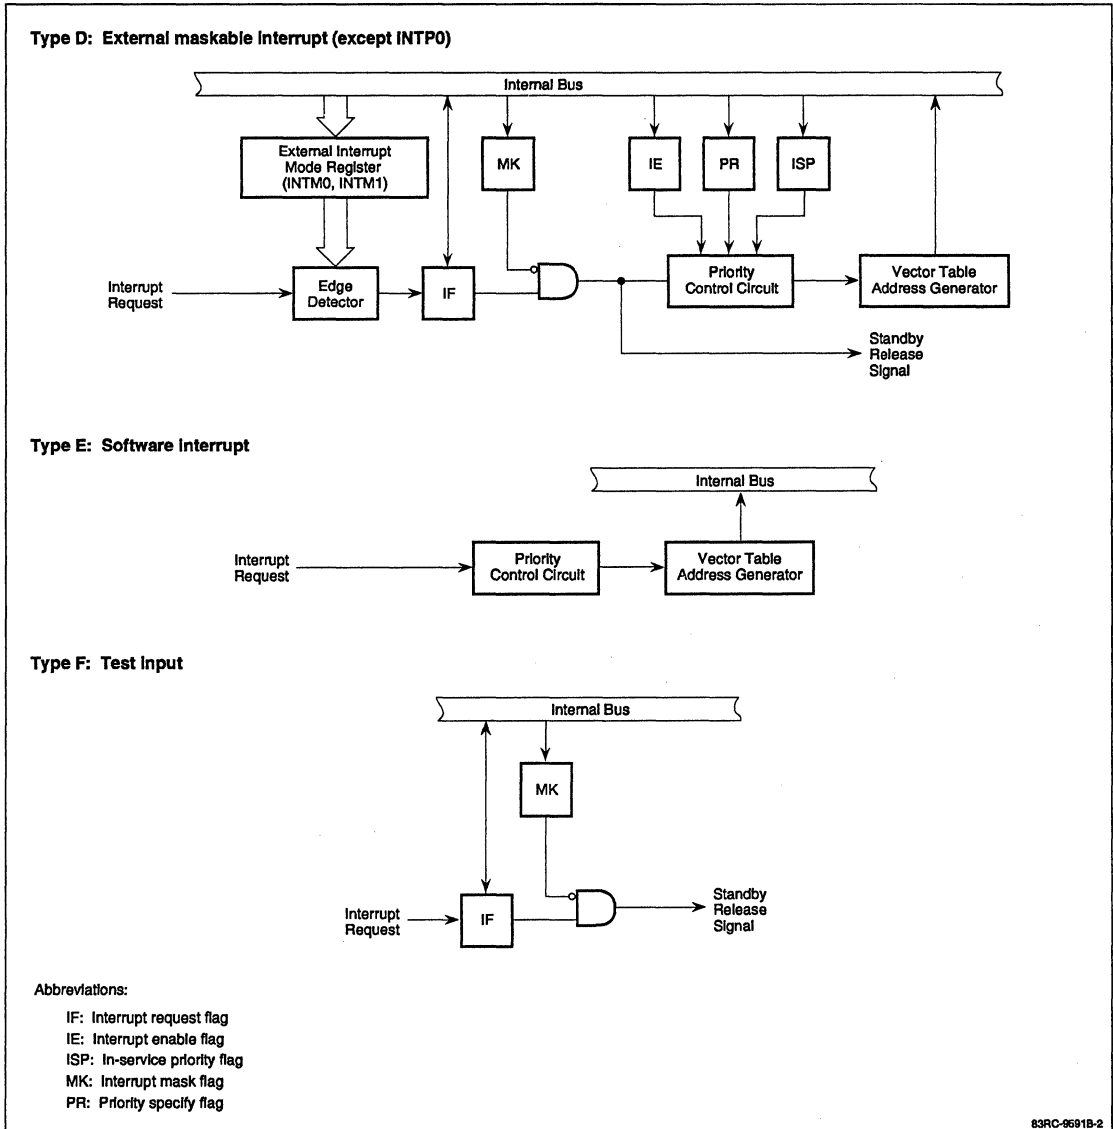 Type D: External maskable interrupt (except INTP0)
Internal Bus
External Interrupt
Mode Register
(INTM0, INTM1)
MK
IE
PR
ISP
Interrupt
Request
Edge
Detector
IF
Priority
Control Circuit
Vector Table
Address Generator
Standby
Release
Signal
Type E: Software interrupt
Internal Bus
Interrupt
Request
Priority
Control Circuit
Vector Table
Address Generator
Type F: Test Input
Internal Bus
MK
Interrupt
Request
IF
Standby
Release
Signal
Abbreviations:
IF: Interrupt request flag
IE: Interrupt enable flag
ISP: In-service priority flag
MK: Interrupt mask flag
PR: Priority specify flag
83RC-9591B-2